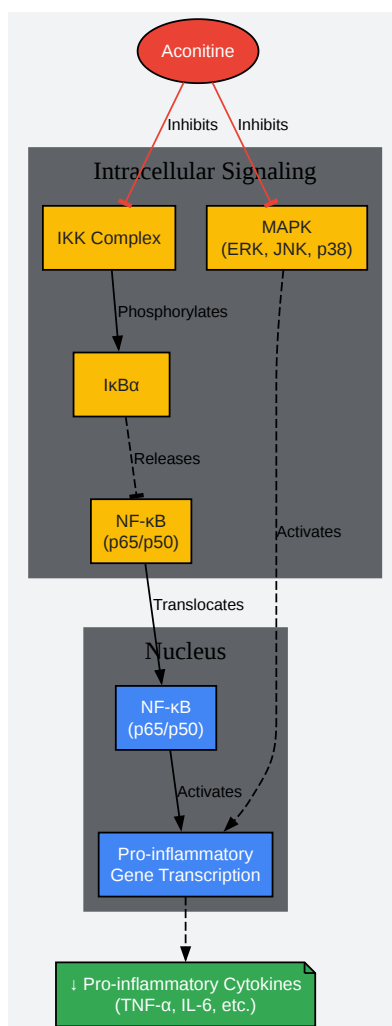 Aconitine
Inhibits
Inhibits
Intracellular Signaling
IKK Complex
MAPK
(ERK, JNK, p38)
Phosphorylates
IκBα
Releases
NF-κB
(p65/p50)
Activates
Translocates
Nucleus
NF-κB
(p65/p50)
Activates
Pro-inflammatory
Gene Transcription
↓ Pro-inflammatory Cytokines
(TNF-α, IL-6, etc.)